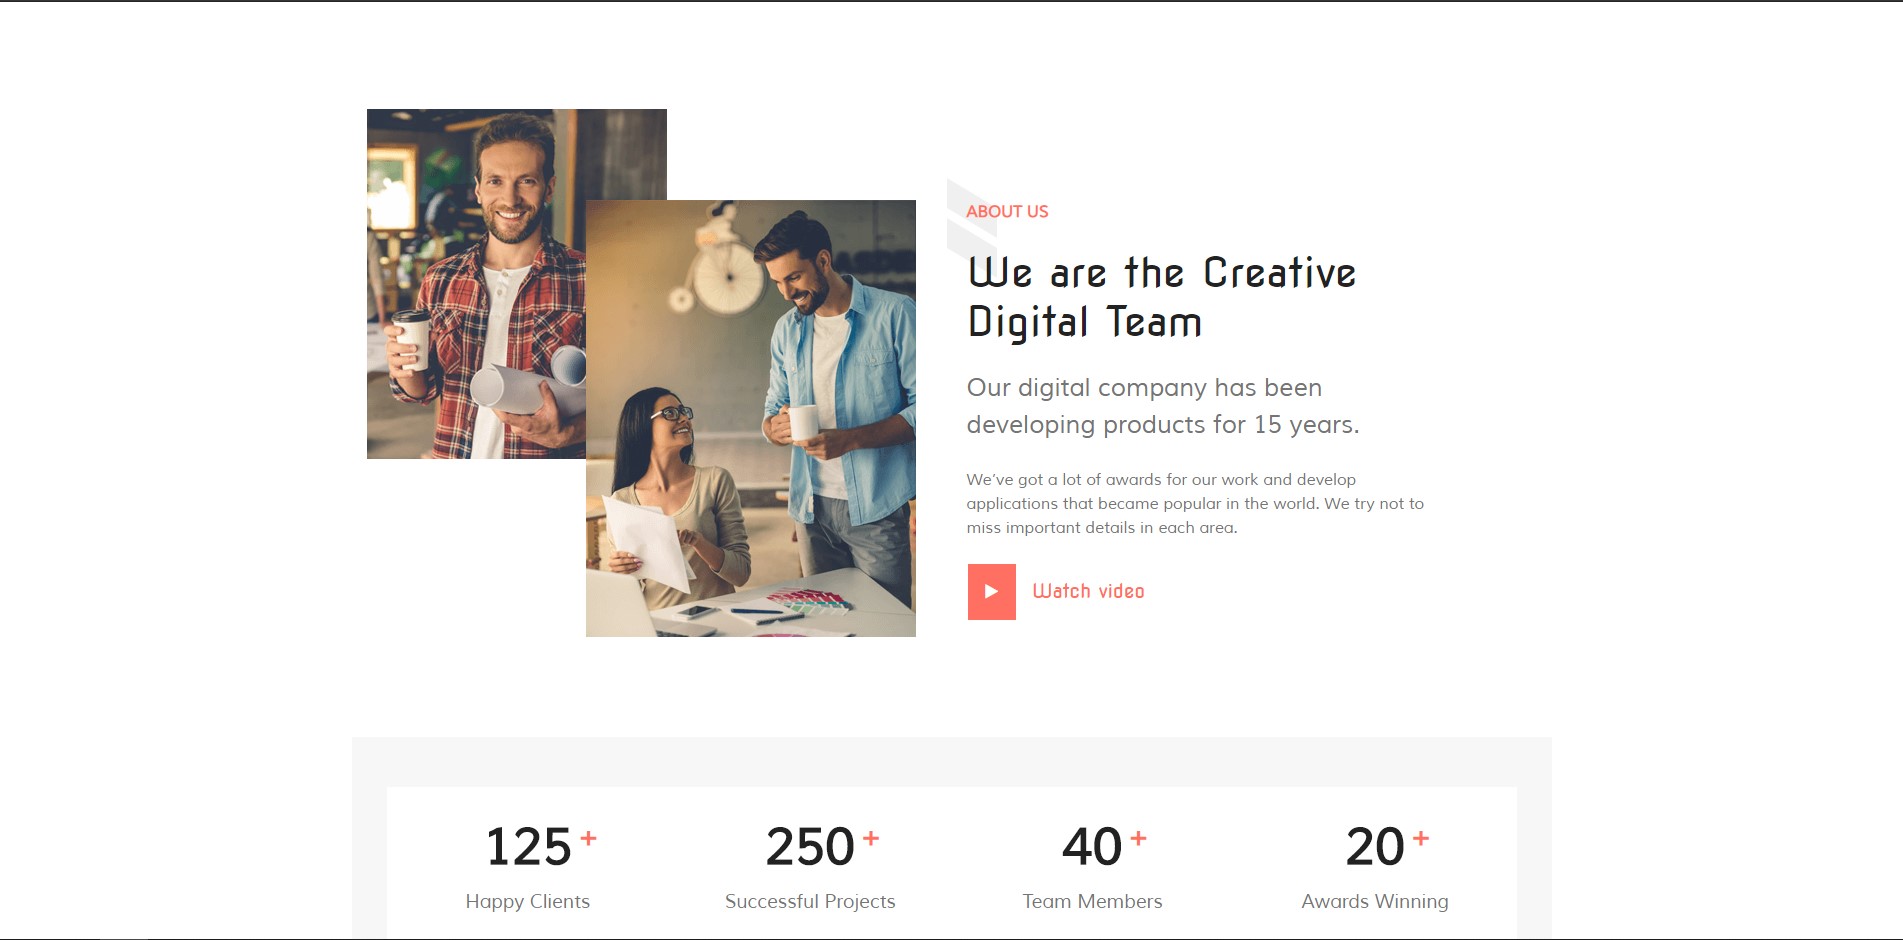 ABOUT US
We are the Creative
Digital Team
Our digital company has been
developing products for 15 years.
We've got a lot of awards for our work and develop
applications that became popular in the world. We try not to
miss important details in each area.
Watch video
125 +
Happy Clients
250 +
Successful Projects
40 +
Team Members
20 +
Awards Winning